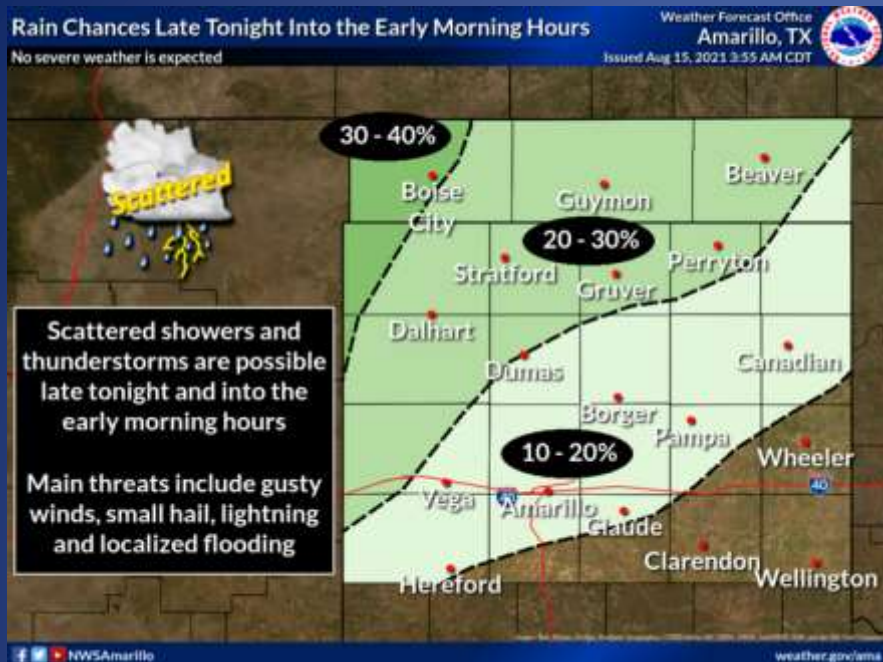 Rain Chances Late Tonight Into the Early Morning Hours
No severe weather is expected
Weather Forecast Office
Amarillo, TX
Issued Aug 15, 2021 3:55 AM CDT
30 - 40%
Scattered
Boise
City
Guymon
Beaver
20 - 30%
Stratford
Gruver
Perryton
Dalhart
Dumas
Canadian
Borger
Pampa
10 - 20%
Wheeler
Vega
Amarillo
40
Claude
Clarendon
Hereford
Wellington
Scattered showers and
thunderstorms are possible
late tonight and into the
early morning hours
Main threats include gusty
winds, small hail, lightning
and localized flooding
NWSAmarillo
weather.gov/ama